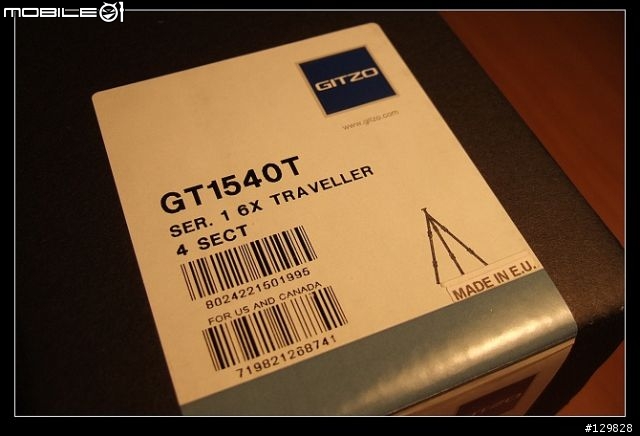 MOBILE01
GITZO
www.gitzo.com
GT1540T
SER. 1 6X TRAVELLER
4 SECT
8024221501995
FOR US AND CANADA
719821268741
MADE IN E.U.
#129828